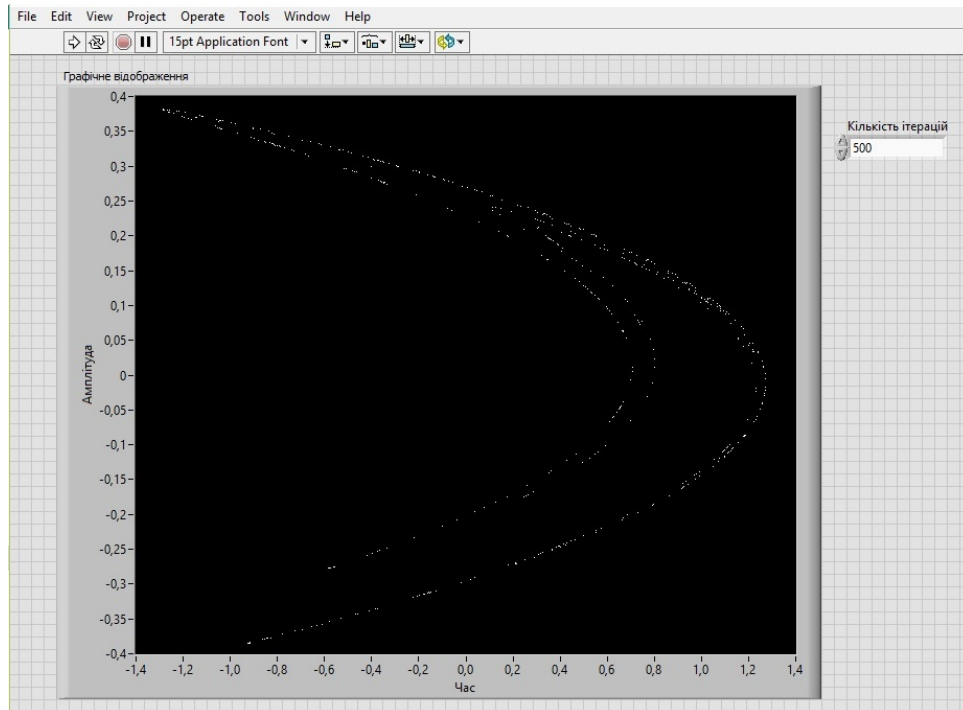 File Edit View Project Operate Tools Window Help
15pt Application Font
Графічне відображення
Кількість ітерацій
500
Амплітуда
0,4
0,35
0,3
0,25
0,2
0,15
0,1
0,05
0
-0,05
-0,1
-0,15
-0,2
-0,25
-0,3
-0,35
-0,4
-1,4 -1,2 -1,0 -0,8 -0,6 -0,4 -0,2 0,0 0,2 0,4 0,6 0,8 1,0 1,2 1,4
Час